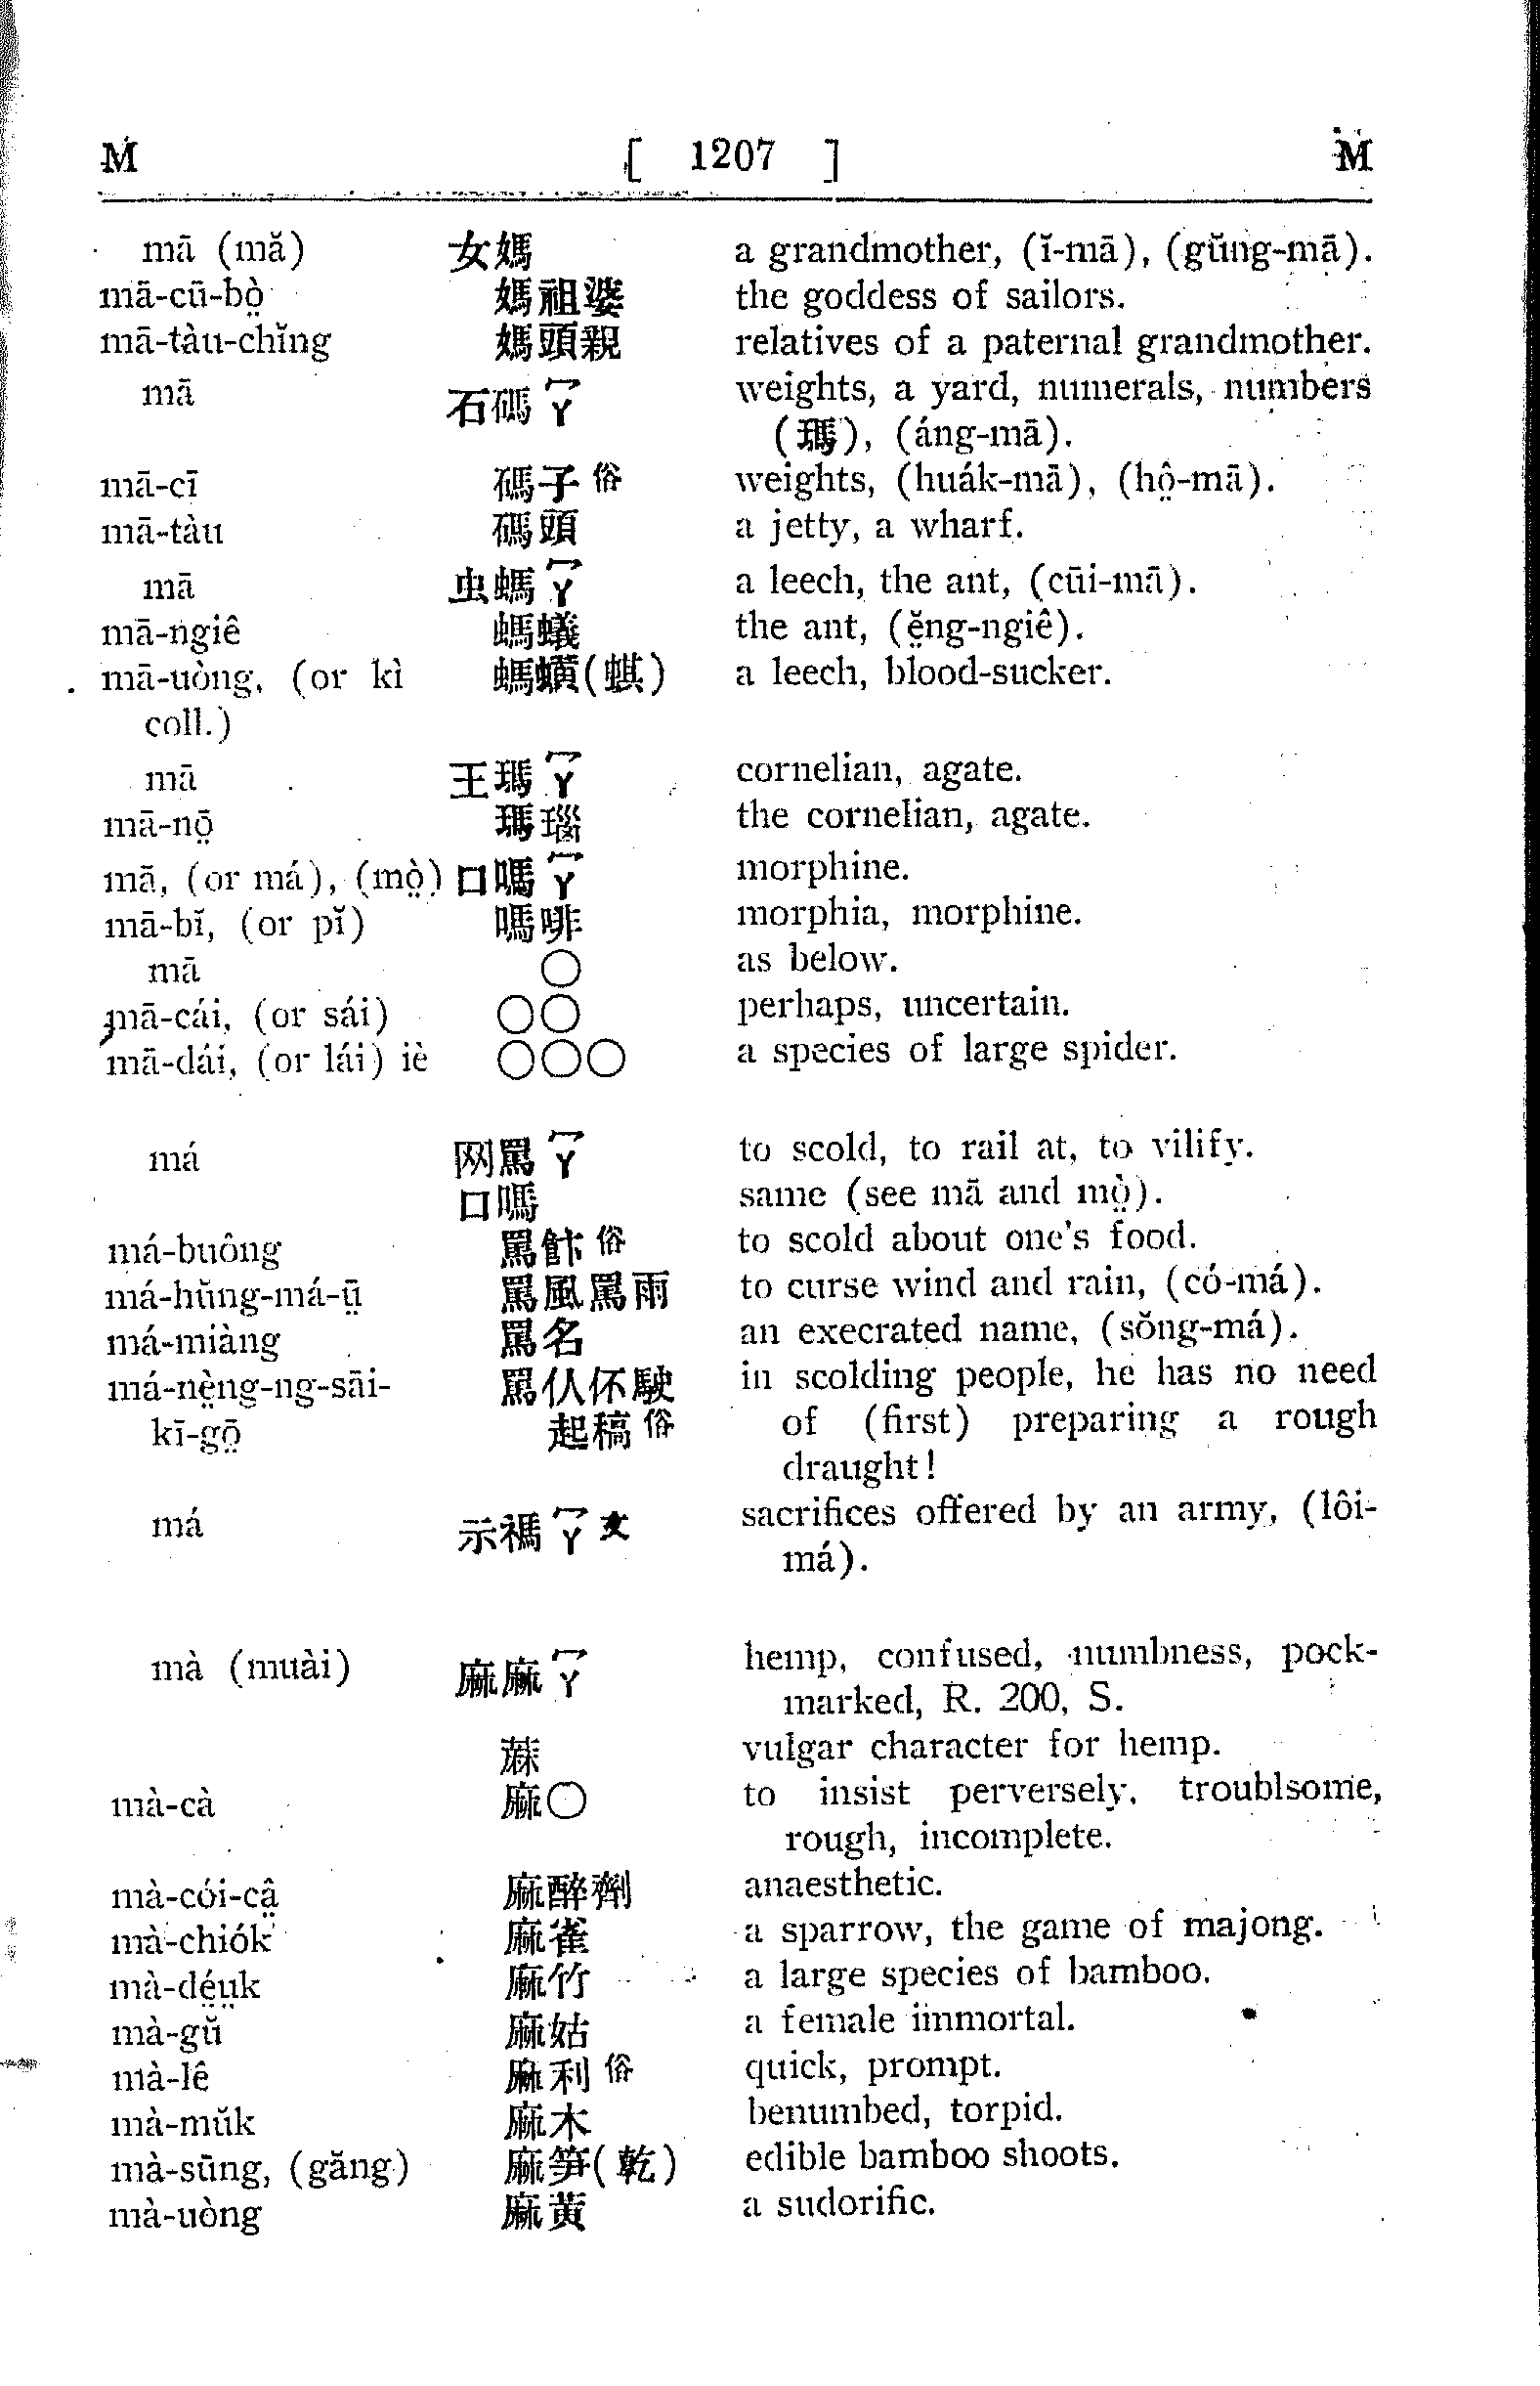 M [ 1207 ] M
mā (mă) 女媽 a grandmother, (ĭ-mā), (gŭng-mā).
mā-cū-bò̤ 媽祖婆 the goddess of sailors.
mā-tàu-chĭng 媽頭親 relatives of a paternal grandmother.
mā 石碼 ㄇㄚ weights, a yard, numerals, numbers
(瑪), (áng-mā).
mā-cī 碼子俗 weights, (huák-mā), (hô̤-mā).
mā-tàu 碼頭 a jetty, a wharf.
mā 虫螞 ㄇㄚ a leech, the ant, (cūi-mā).
mā-ngiê 螞蟻 the ant, (ĕ̤ng-ngiê).
mā-uòng, (or kì 螞蟥(蜞) a leech, blood-sucker.
coll.)
mā 王瑪 ㄇㄚ cornelian, agate.
mā-nō̤ 瑪瑙 the cornelian, agate.
mā, (or má), (mò̤) 口嗎 ㄇㄚ morphine.
mā-bĭ, (or pĭ) 嗎啡 morphia, morphine.
mā ○ as below.
mā-cái, (or sái) ○○ perhaps, uncertain.
mā-dái, (or lái) iè ○○○ a species of large spider.
má 网罵 ㄇㄚ to scold, to rail at, to vilify.
口嗎 same (see mā and mò̤).
má-buông 罵飰俗 to scold about one's food.
má-hŭng-má-ṳ̄ 罵風罵雨 to curse wind and rain, (có-má).
má-miàng 罵名 an execrated name, (sŏng-má).
má-nè̤ng-ng-sāi- 罵仈伓駛 in scolding people, he has no need
kī-gō̤ 起稿俗 of (first) preparing a rough
draught!
má 示禡 ㄇㄚ文 sacrifices offered by an army, (lôi-
má).
mà (muài) 麻麻 ㄇㄚ hemp, confused, numbness, pock-
marked, R. 200, S.
蔴 vulgar character for hemp.
mà-cà 麻○ to insist perversely, troublsome,
rough, incomplete.
mà-cói-câ̤ 麻醉劑 anaesthetic.
mà-chiók 麻雀 a sparrow, the game of majong.
mà-dé̤ṳk 麻竹 a large species of bamboo.
mà-gŭ 麻姑 a female immortal.
mà-lê 麻利俗 quick, prompt.
mà-mŭk 麻木 benumbed, torpid.
mà-sūng, (găng) 麻笋(乾) edible bamboo shoots.
mà-uòng 麻黄 a sudorific.